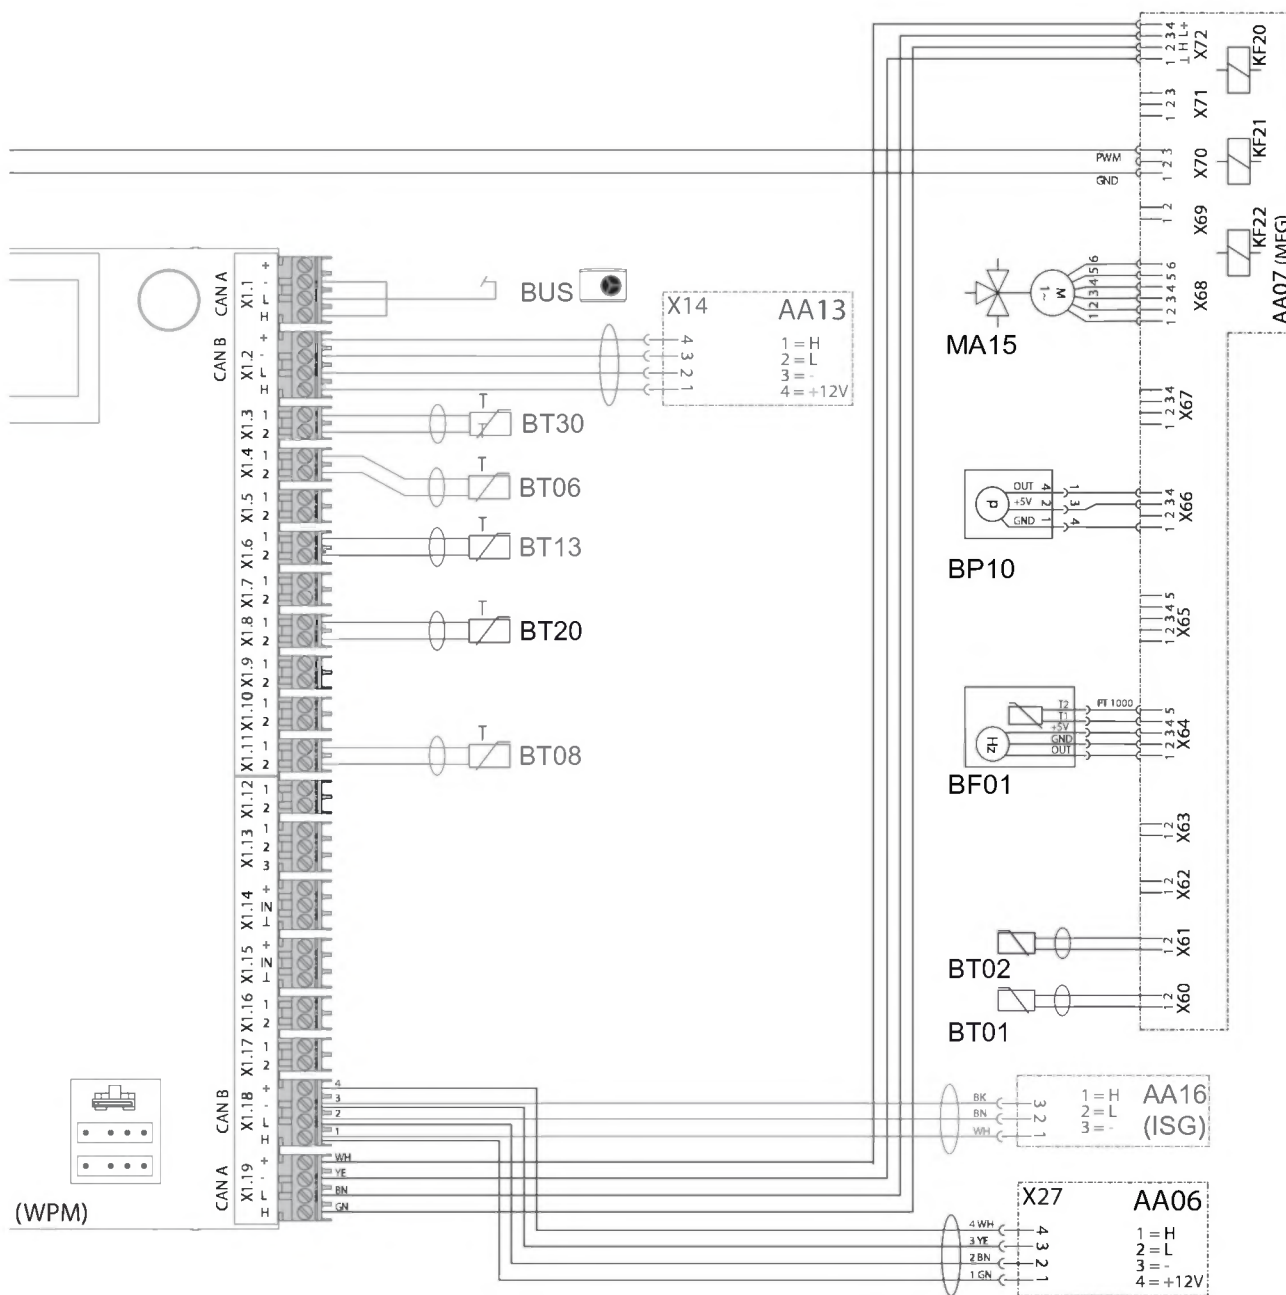 4 L+
3 L
2 H
1 ⊥
X72
KF20
3
2
1
X71
PWM
GND
3
2
1
X70
KF21
2
1
X69
KF22
AA07 (MFG)
MA15
M
1~
6
5
4
3
2
1
6
5
4
3
2
1
X68
4
3
2
1
X67
BP10
P
OUT 4 1
+5V 2 3
GND 1 4
4
3
2
1
X66
5
4
3
2
1
X65
BF01
Hz
T2
T1
+5V
GND
OUT
PT 1000
5
4
3
2
1
X64
2
1
X63
2
1
X62
BT02
2
1
X61
BT01
2
1
X60
CAN A
X1.1
+
-
L
H
BUS
CAN B
X1.2
+
-
L
H
X14
AA13
4
3
2
1
1 = H
2 = L
3 = -
4 = +12V
X1.3
1
2
T
T
BT30
X1.4
1
2
T
BT06
X1.5
1
2
X1.6
1
2
T
BT13
X1.7
1
2
X1.8
1
2
T
BT20
X1.9
1
2
X1.10
1
2
X1.11
1
2
T
BT08
X1.12
1
2
X1.13
1
2
3
X1.14
+
IN
⊥
X1.15
+
IN
⊥
X1.16
1
2
X1.17
1
2
CAN B
X1.18
+
-
L
H
4
3
2
1
CAN A
X1.19
+
-
L
H
WH
YE
BN
GN
(WPM)
BK
BN
WH
3
2
1
1 = H
2 = L
3 = -
AA16
(ISG)
X27
AA06
4 WH
3 YE
2 BN
1 GN
4
3
2
1
1 = H
2 = L
3 = -
4 = +12V